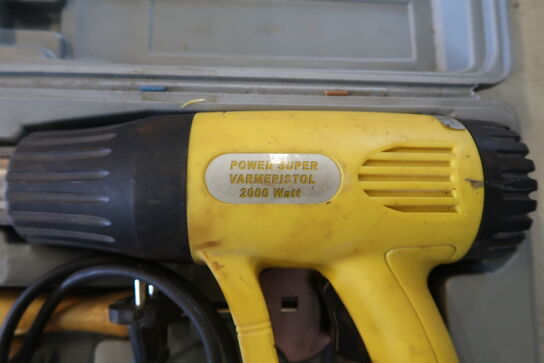 POWER SUPER
VARMEPISTOL
2000 Watt